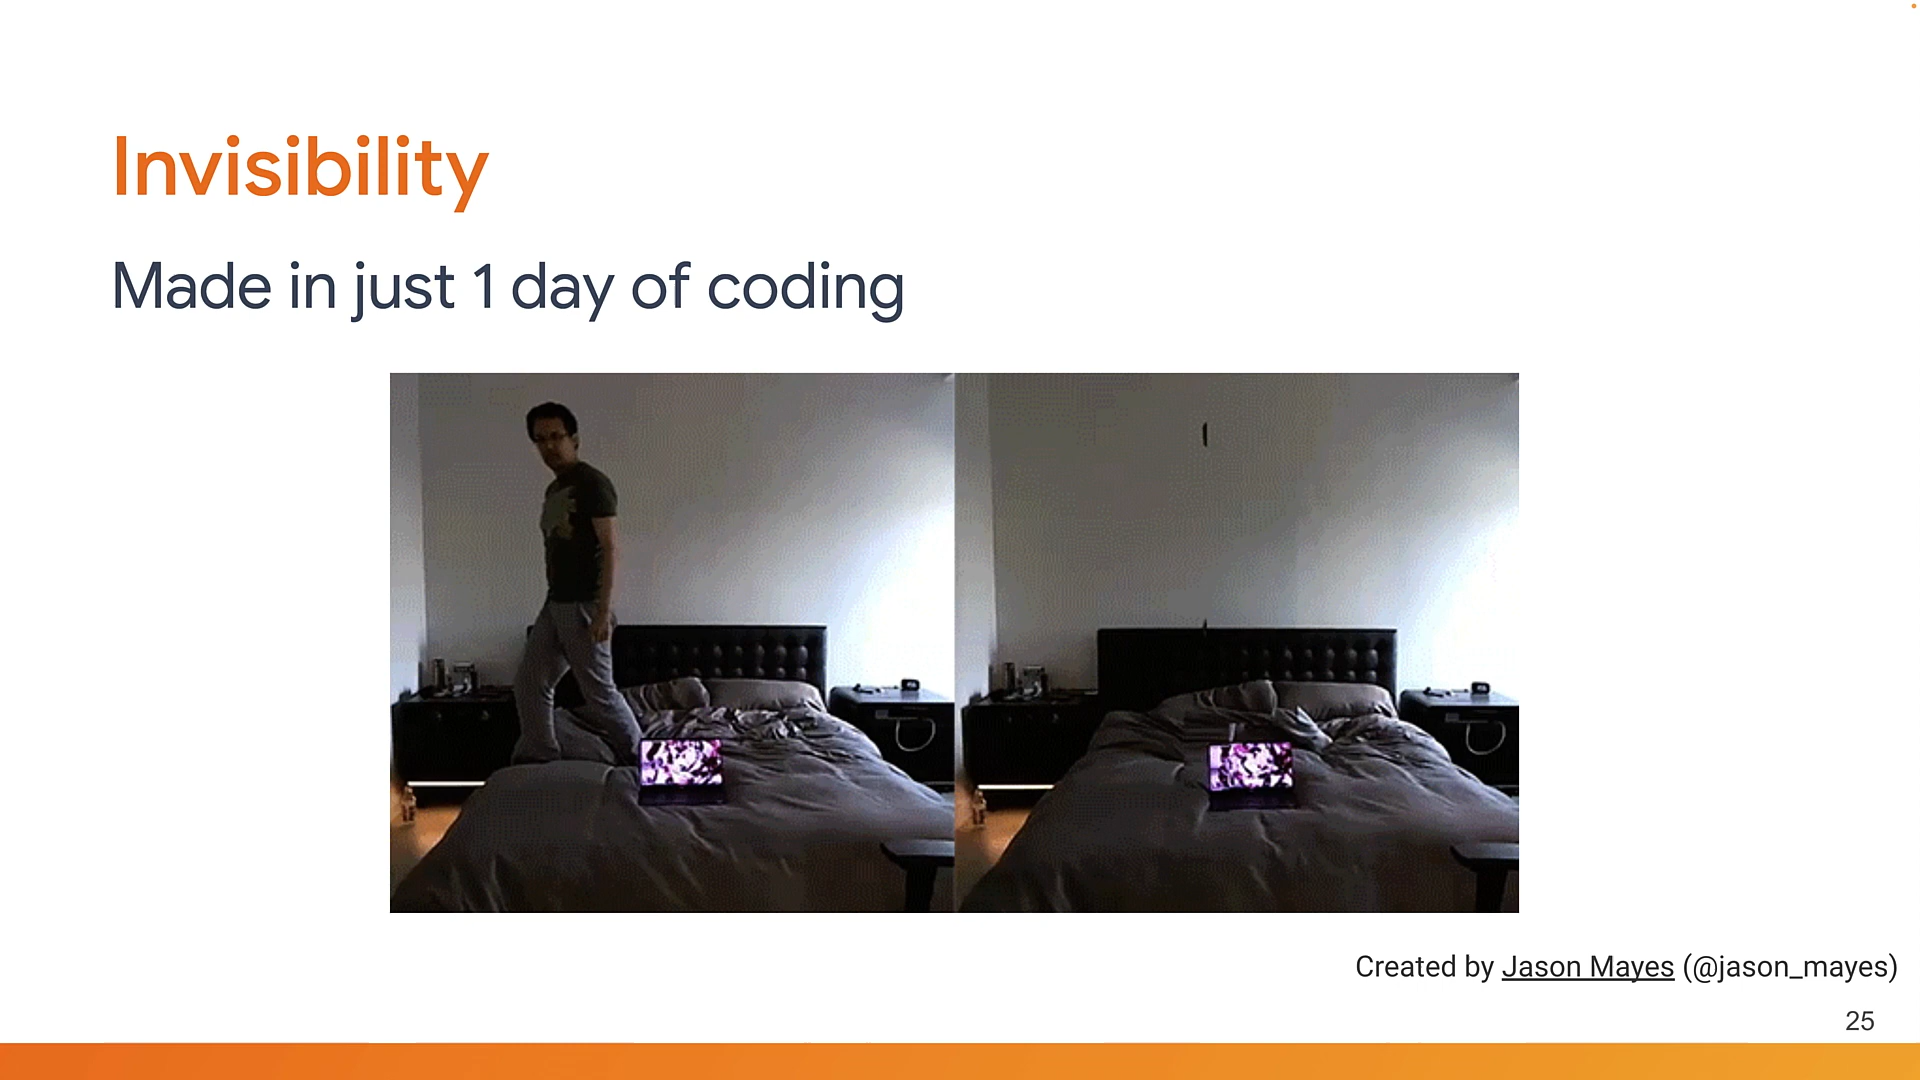 Invisibility
Made in just 1 day of coding
Created by Jason Mayes (@jason_mayes)
25